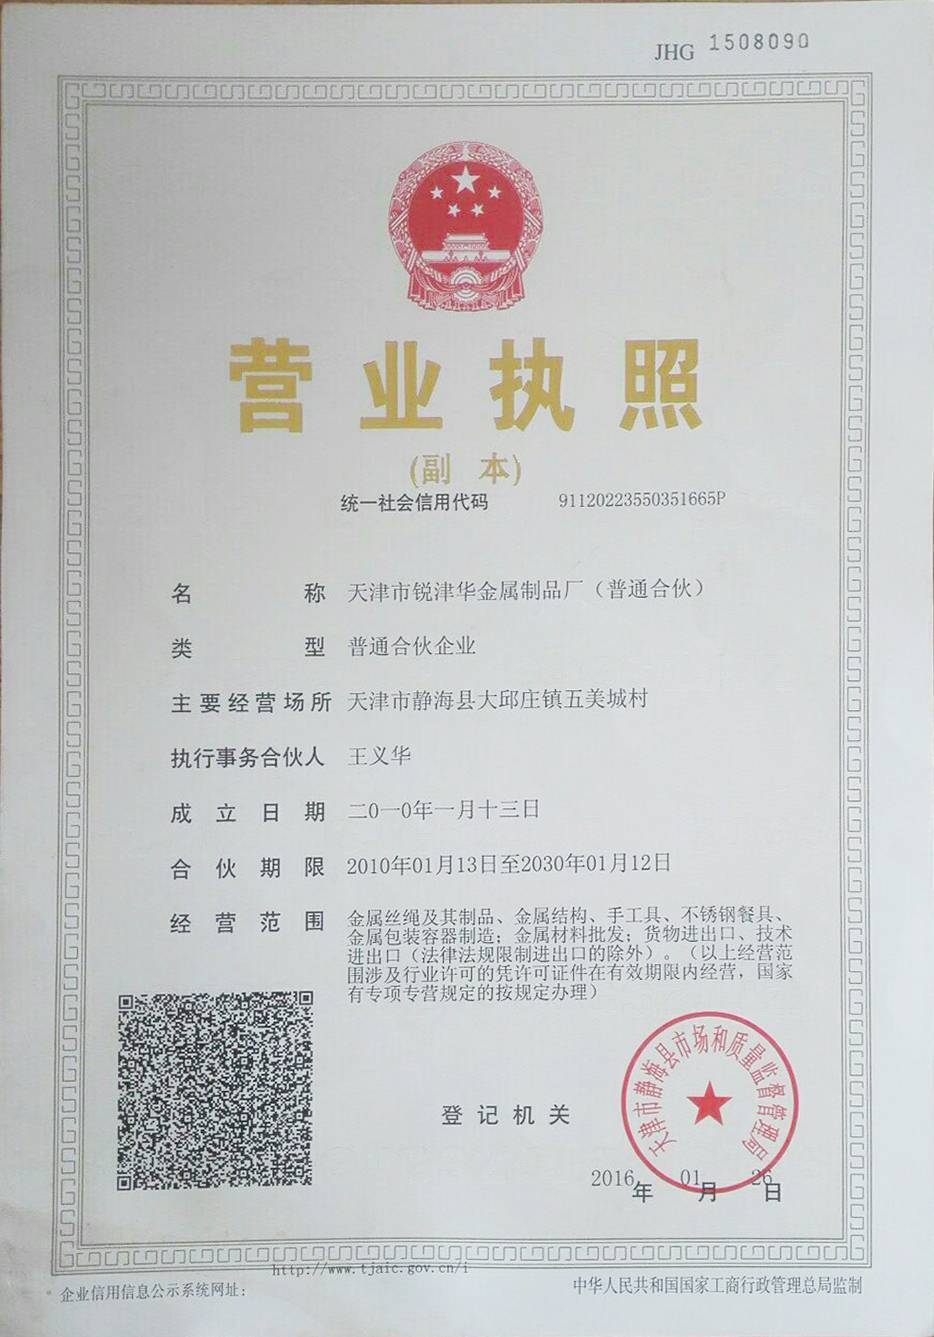 JHG 1508090
营业执照
(副 本)
统一社会信用代码 91120223550351665P
名 称 天津市锐津华金属制品厂（普通合伙）
类 型 普通合伙企业
主要经营场所 天津市静海县大邱庄镇五美城村
执行事务合伙人 王义华
成立日期 二0一0年一月十三日
合伙期限 2010年01月13日至2030年01月12日
经营范围 金属丝绳及其制品、金属结构、手工具、不锈钢餐具、
金属包装容器制造；金属材料批发；货物进出口、技术
进出口（法律法规限制进出口的除外）。（以上经营范
围涉及行业许可的凭许可证件在有效期限内经营，国家
有专项专营规定的按规定办理）
天津市静海县市场和质量监督管理局
登记机关
2016年01月26日
http://www.tjaic.gov.cn/i
企业信用信息公示系统网址:
中华人民共和国国家工商行政管理总局监制